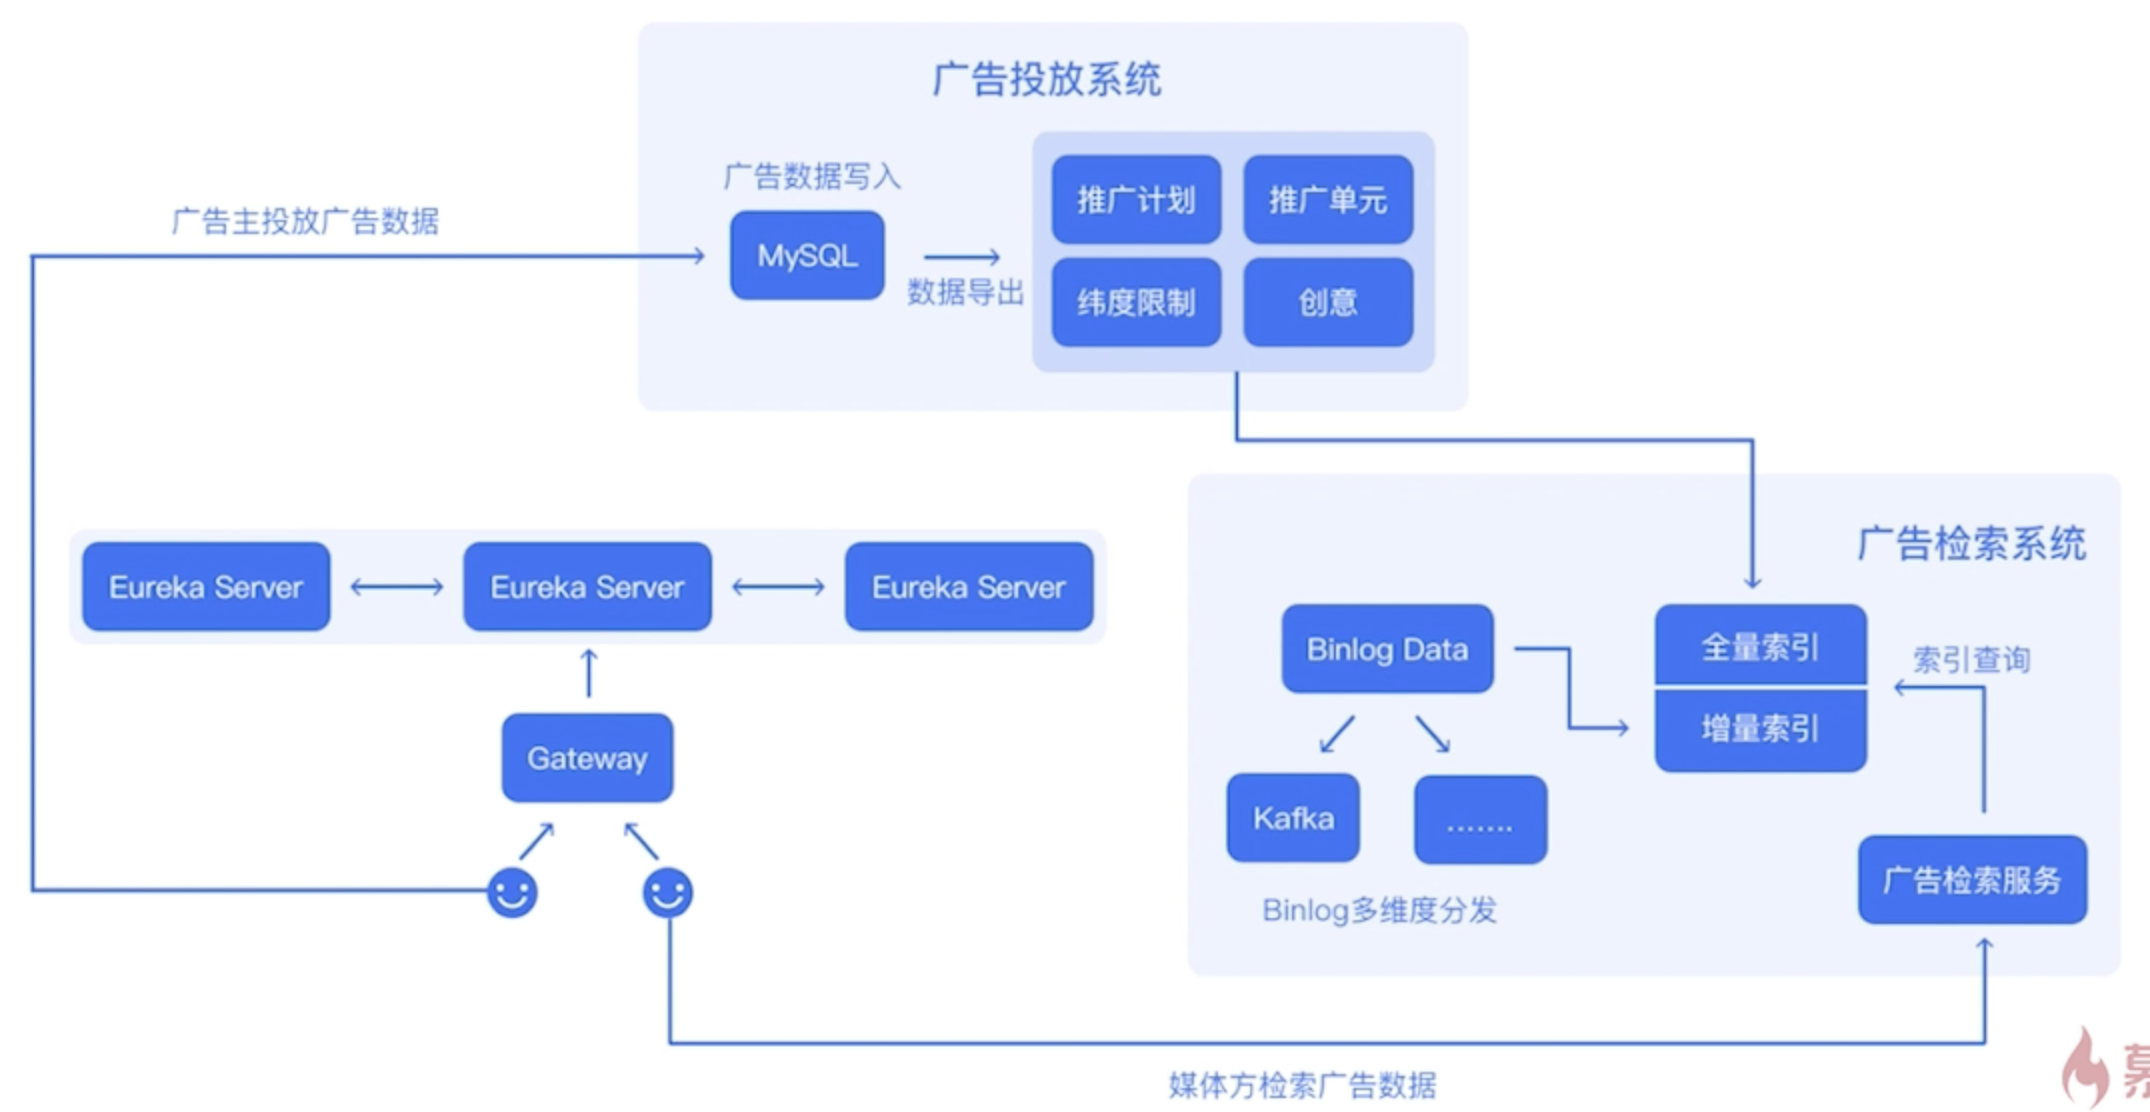 广告投放系统
广告数据写入
MySQL
数据导出
推广计划
推广单元
纬度限制
创意
广告主投放广告数据
Eureka Server
Eureka Server
Eureka Server
Gateway
广告检索系统
Binlog Data
全量索引
增量索引
索引查询
Kafka
.......
Binlog多维度分发
广告检索服务
媒体方检索广告数据